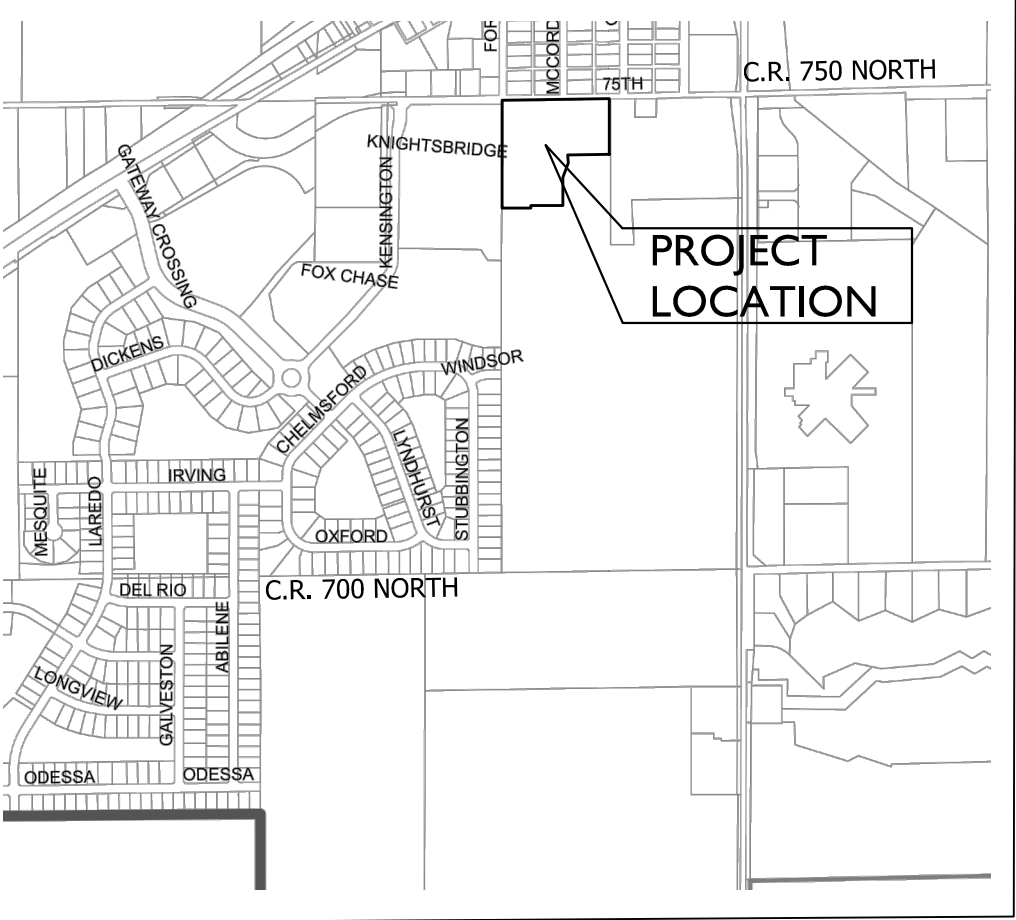 FOR
MCCORD
75TH
C.R. 750 NORTH
KNIGHTSBRIDGE
GATEWAY CROSSING
KENSINGTON
FOX CHASE
PROJECT
LOCATION
DICKENS
WINDSOR
CHELMSFORD
LYNDHURST
STUBBINGTON
IRVING
MESQUITE
LAREDO
OXFORD
DEL RIO
C.R. 700 NORTH
ABILENE
LONGVIEW
GALVESTON
ODESSA
ODESSA